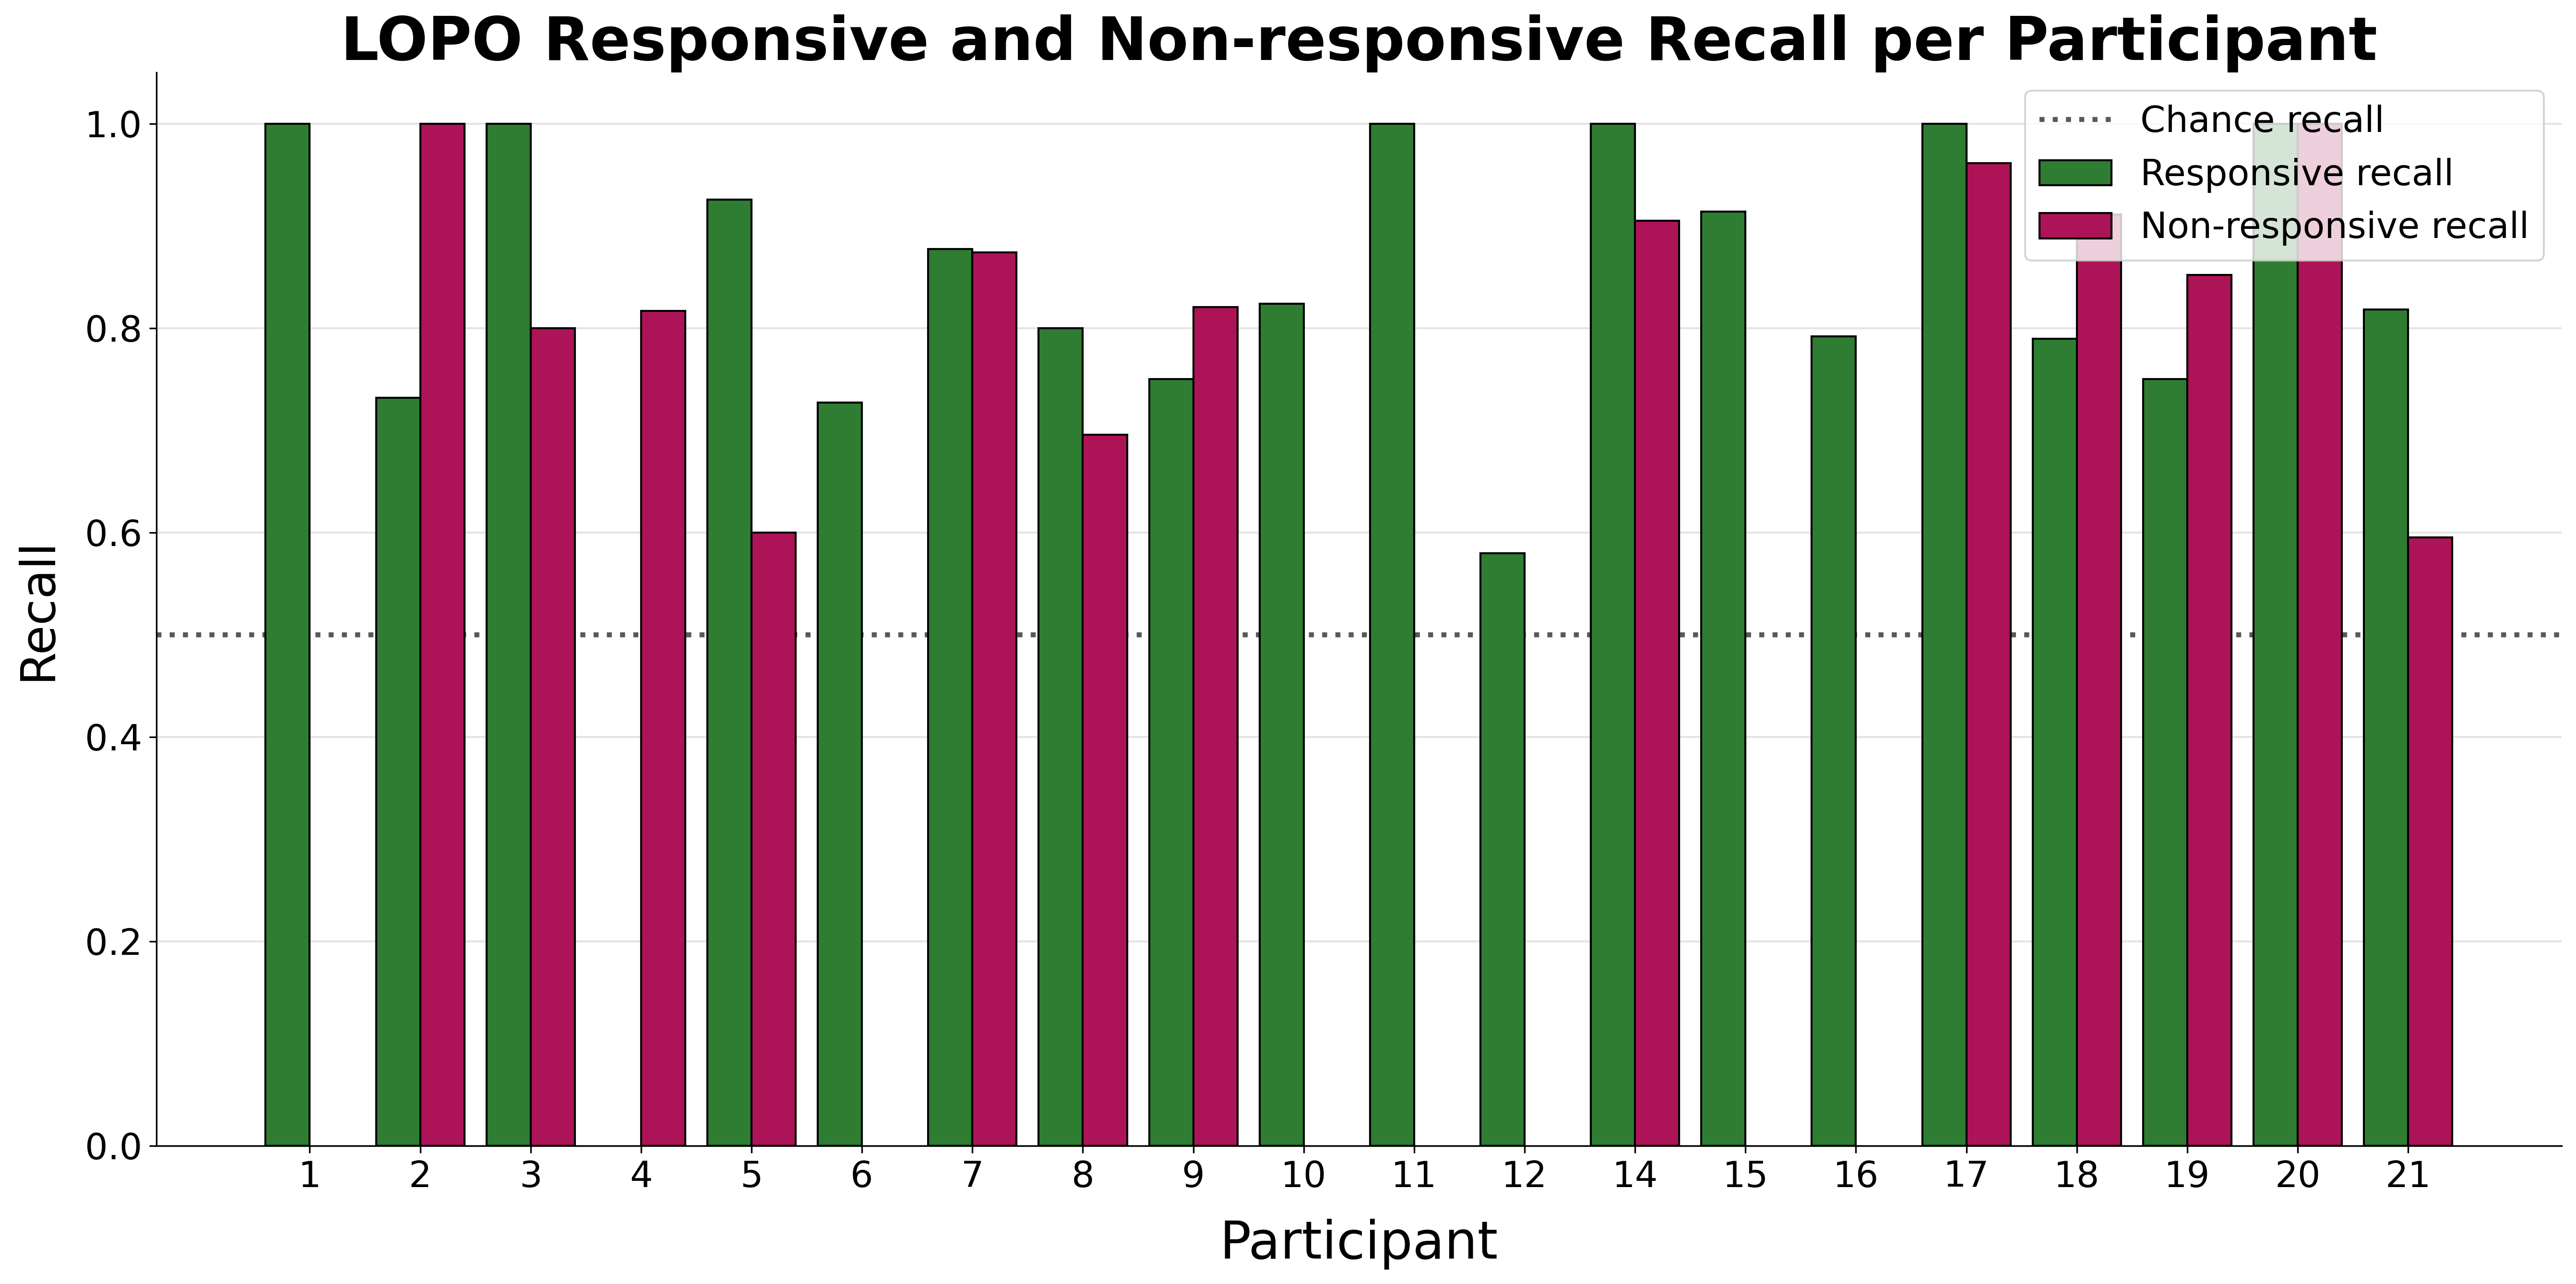 LOPO Responsive and Non-responsive Recall per Participant
Chance recall
Responsive recall
Non-responsive recall
1.0
0.8
0.6
0.4
0.2
0.0
Recall
1 2 3 4 5 6 7 8 9 10 11 12 14 15 16 17 18 19 20 21
Participant